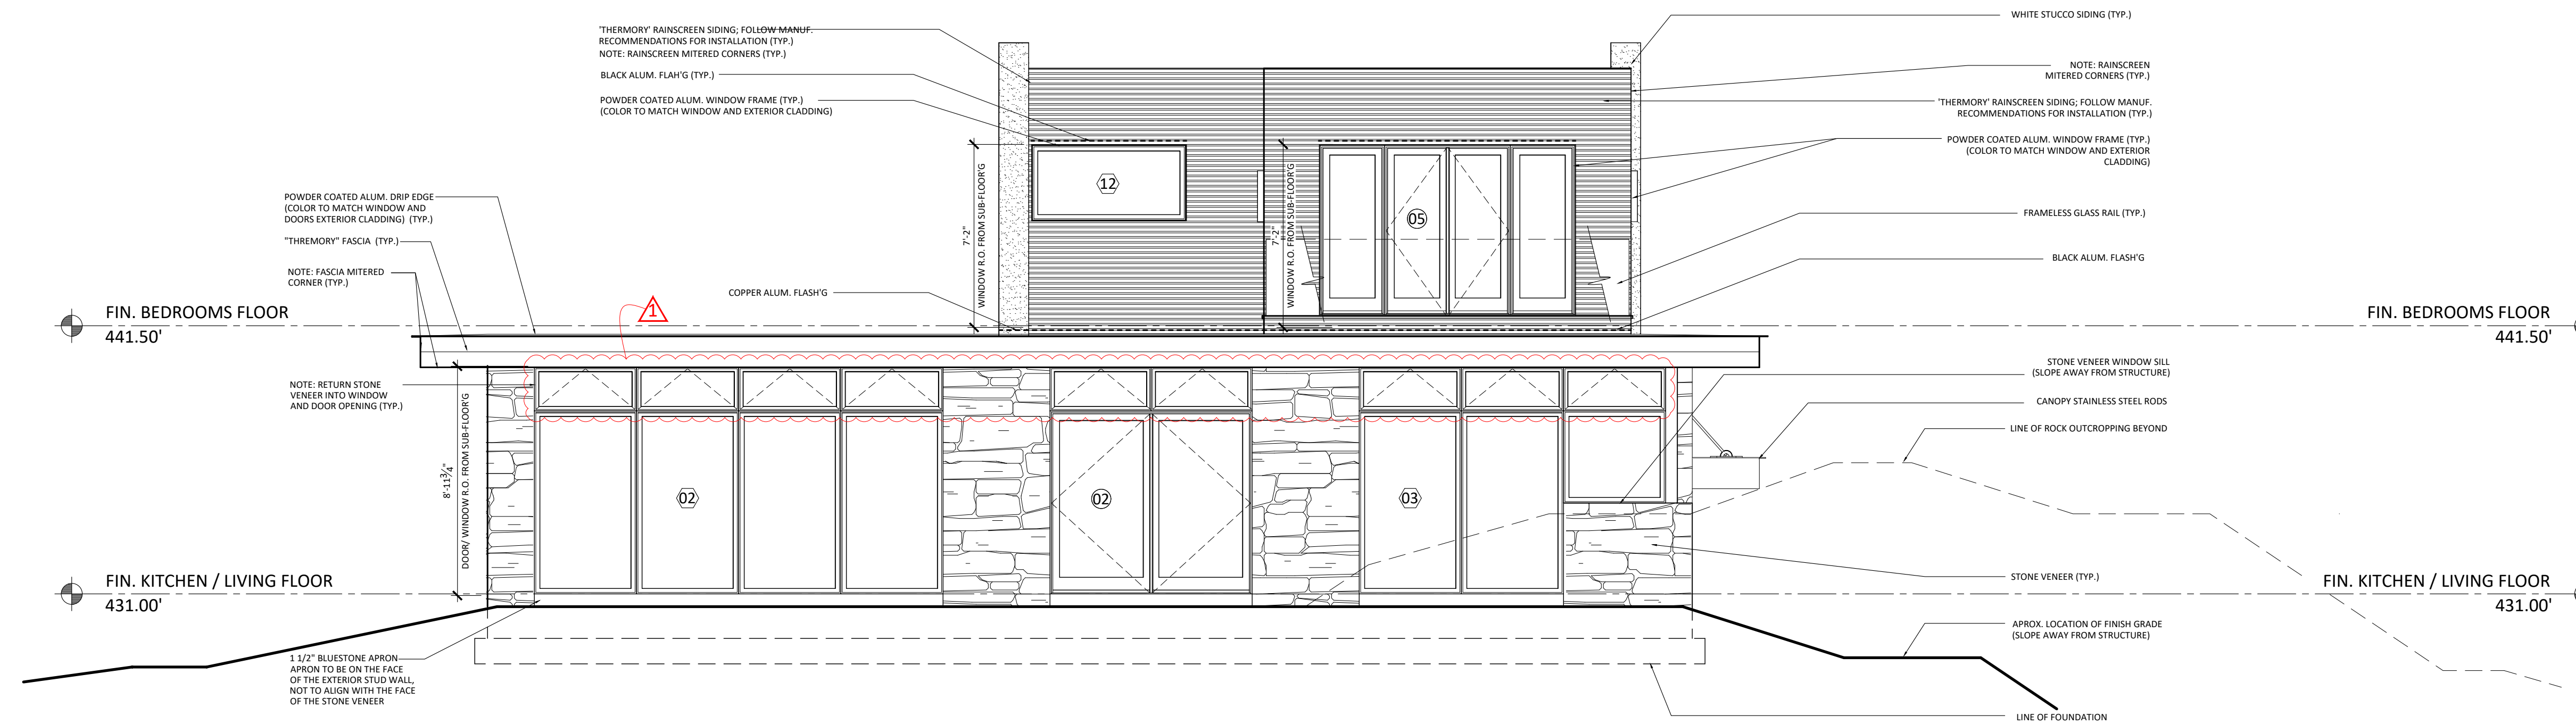 'THERMORY' RAINSCREEN SIDING; FOLLOW MANUF.
RECOMMENDATIONS FOR INSTALLATION (TYP.)
NOTE: RAINSCREEN MITERED CORNERS (TYP.)
BLACK ALUM. FLAH'G (TYP.)
POWDER COATED ALUM. WINDOW FRAME (TYP.)
(COLOR TO MATCH WINDOW AND EXTERIOR CLADDING)
WHITE STUCCO SIDING (TYP.)
NOTE: RAINSCREEN
MITERED CORNERS (TYP.)
'THERMORY' RAINSCREEN SIDING; FOLLOW MANUF.
RECOMMENDATIONS FOR INSTALLATION (TYP.)
POWDER COATED ALUM. WINDOW FRAME (TYP.)
(COLOR TO MATCH WINDOW AND EXTERIOR
CLADDING)
FRAMELESS GLASS RAIL (TYP.)
BLACK ALUM. FLASH'G
12
05
7'-2"
WINDOW R.O. FROM SUB-FLOOR'G
7'-2"
WINDOW R.O. FROM SUB-FLOOR'G
POWDER COATED ALUM. DRIP EDGE
(COLOR TO MATCH WINDOW AND
DOORS EXTERIOR CLADDING) (TYP.)
"THREMORY" FASCIA (TYP.)
NOTE: FASCIA MITERED
CORNER (TYP.)
COPPER ALUM. FLASH'G
1
FIN. BEDROOMS FLOOR
441.50'
FIN. BEDROOMS FLOOR
441.50'
NOTE: RETURN STONE
VENEER INTO WINDOW
AND DOOR OPENING (TYP.)
8'-11 3/4"
DOOR/ WINDOW R.O. FROM SUB-FLOOR'G
02
02
03
STONE VENEER WINDOW SILL
(SLOPE AWAY FROM STRUCTURE)
CANOPY STAINLESS STEEL RODS
LINE OF ROCK OUTCROPPING BEYOND
STONE VENEER (TYP.)
FIN. KITCHEN / LIVING FLOOR
431.00'
FIN. KITCHEN / LIVING FLOOR
431.00'
APROX. LOCATION OF FINISH GRADE
(SLOPE AWAY FROM STRUCTURE)
1 1/2" BLUESTONE APRON
APRON TO BE ON THE FACE
OF THE EXTERIOR STUD WALL,
NOT TO ALIGN WITH THE FACE
OF THE STONE VENEER
LINE OF FOUNDATION